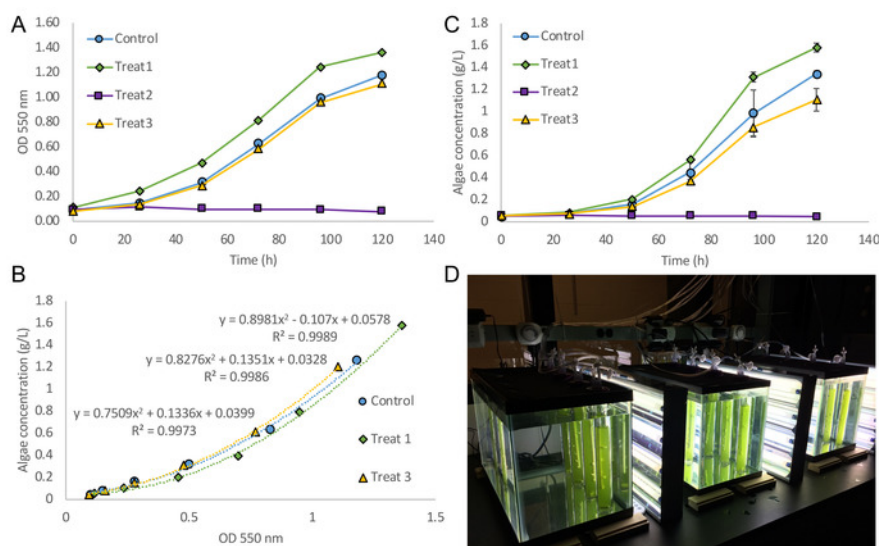 A
1.60
1.40
1.20
1.00
0.80
0.60
0.40
0.20
0.00
OD 550 nm
Control
Treat1
Treat2
Treat3
0 20 40 60 80 100 120 140
Time (h)
C
1.8
1.6
1.4
1.2
1
0.8
0.6
0.4
0.2
0
Algae concentration (g/L)
Control
Treat1
Treat2
Treat3
0 20 40 60 80 100 120 140
Time (h)
B
1.8
1.6
1.4
1.2
1
0.8
0.6
0.4
0.2
0
Algae concentration (g/L)
y = 0.8981x² - 0.107x + 0.0578
R² = 0.9989
y = 0.8276x² + 0.1351x + 0.0328
R² = 0.9986
y = 0.7509x² + 0.1336x + 0.0399
R² = 0.9973
Control
Treat 1
Treat 3
0 0.5 1 1.5
OD 550 nm
D